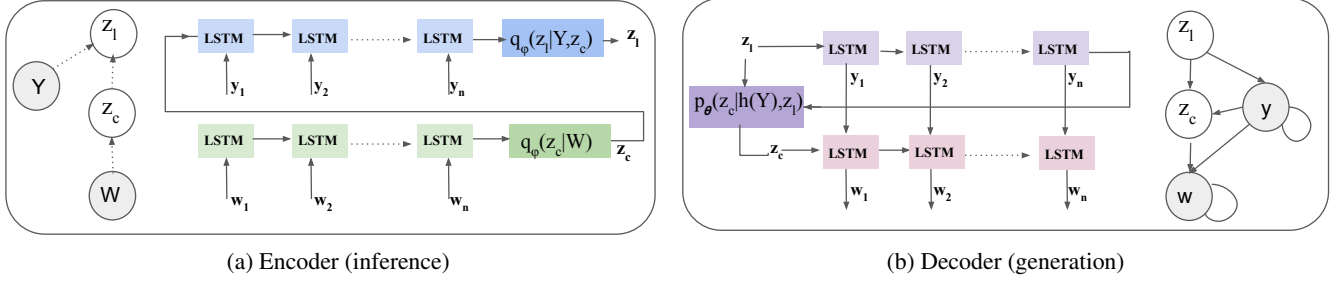 z_l
Y
z_c
W
LSTM LSTM LSTM q_φ(z_l|Y,z_c) z_l
y_1 y_2 y_n
LSTM LSTM LSTM q_φ(z_c|W) z_c
w_1 w_2 w_n
(a) Encoder (inference)
z_l LSTM LSTM LSTM
y_1 y_2 y_n
p_θ(z_c|h(Y),z_l)
z_c LSTM LSTM LSTM
w_1 w_2 w_n
z_l
z_c y
w
(b) Decoder (generation)